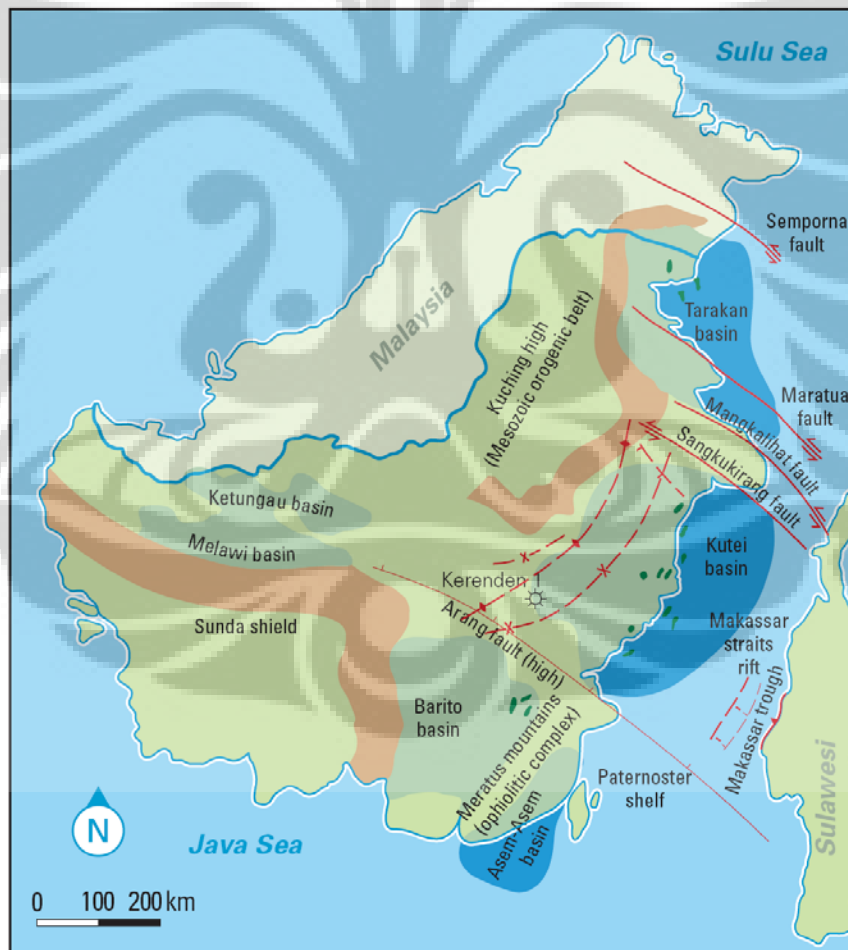 Sulu Sea
Semporna
fault
Tarakan
basin
Malaysia
Kuching high
(Mesozoic orogenic belt)
Maratua
fault
Mangkalihat fault
Sangkukirang fault
Ketungau basin
Melawi basin
Kutei
basin
Kerenden 1
Sunda shield
Arang fault (high)
Makassar
straits
rift
Barito
basin
Makassar trough
Meratus mountains
(ophiolitic complex)
Paternoster
shelf
Asem-Asem
basin
Sulawesi
N
Java Sea
0 100 200 km